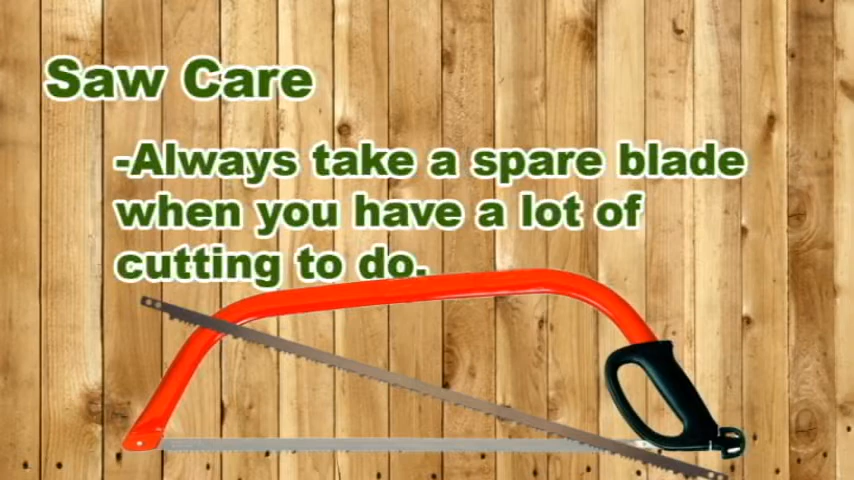 Saw Care
-Always take a spare blade
when you have a lot of
cutting to do.